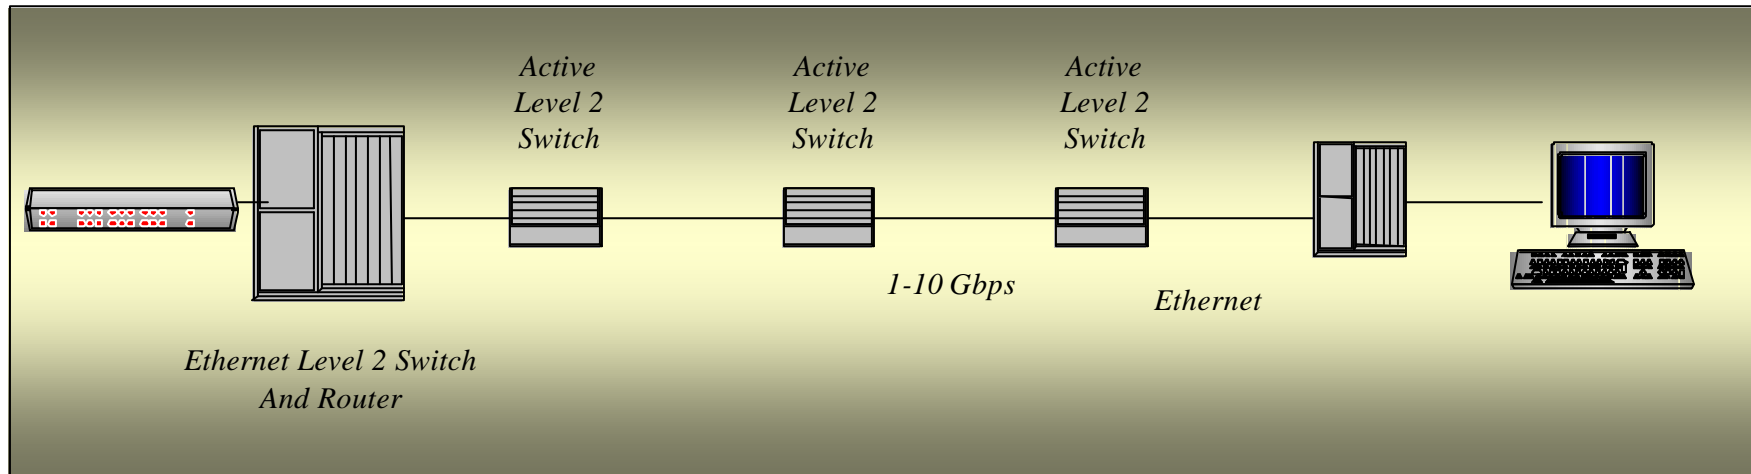 Active
Level 2
Switch
Active
Level 2
Switch
Active
Level 2
Switch
1-10 Gbps
Ethernet
Ethernet Level 2 Switch
And Router